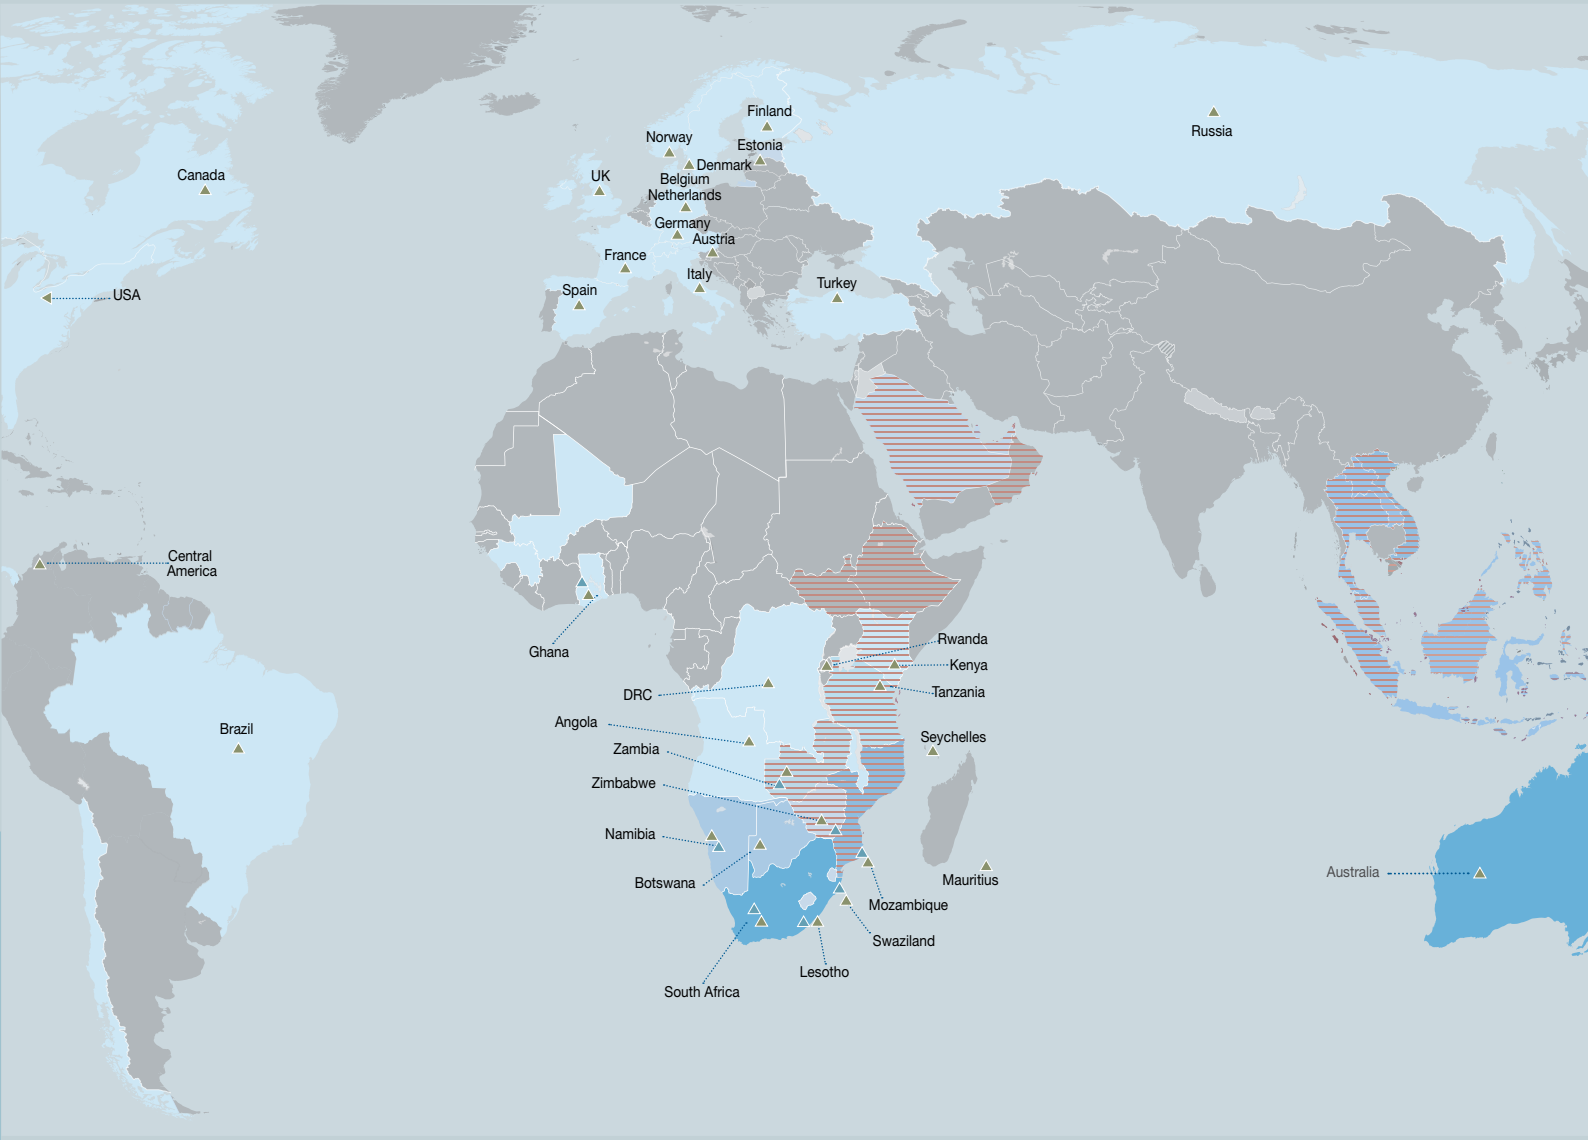 Finland
Russia
Norway
Estonia
Denmark
Canada
UK
Belgium
Netherlands
Germany
Austria
France
Italy
Turkey
Spain
USA
Central
America
Ghana
Rwanda
Kenya
DRC
Tanzania
Angola
Brazil
Seychelles
Zambia
Zimbabwe
Namibia
Australia
Botswana
Mauritius
Mozambique
Swaziland
Lesotho
South Africa